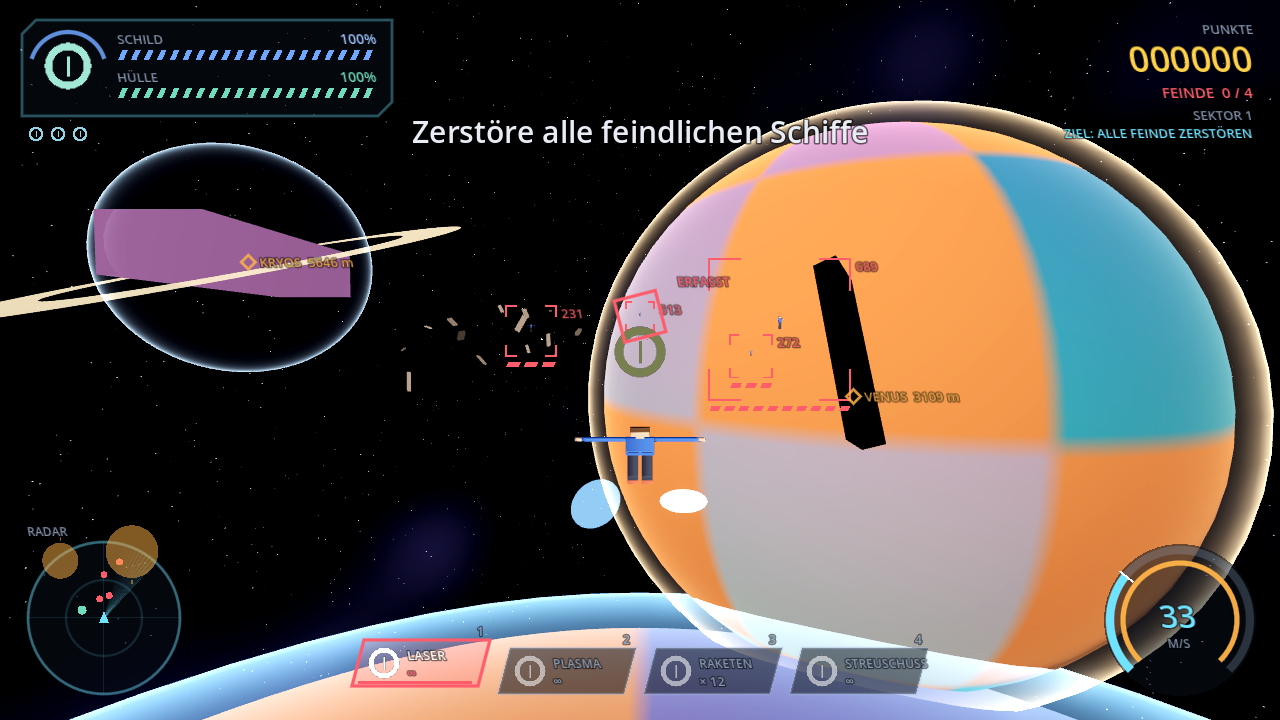 SCHILD 100%
HÜLLE 100%
PUNKTE
000000
FEINDE 0 / 4
SEKTOR 1
ZIEL: ALLE FEINDE ZERSTÖREN
Zerstöre alle feindlichen Schiffe
KRYOS 5646 m
ERFASST
689
231
613
272
VENUS 3109 m
RADAR
33
M/S
1
LASER
∞
2
PLASMA
∞
3
RAKETEN
× 12
4
STREUSCHUSS
∞